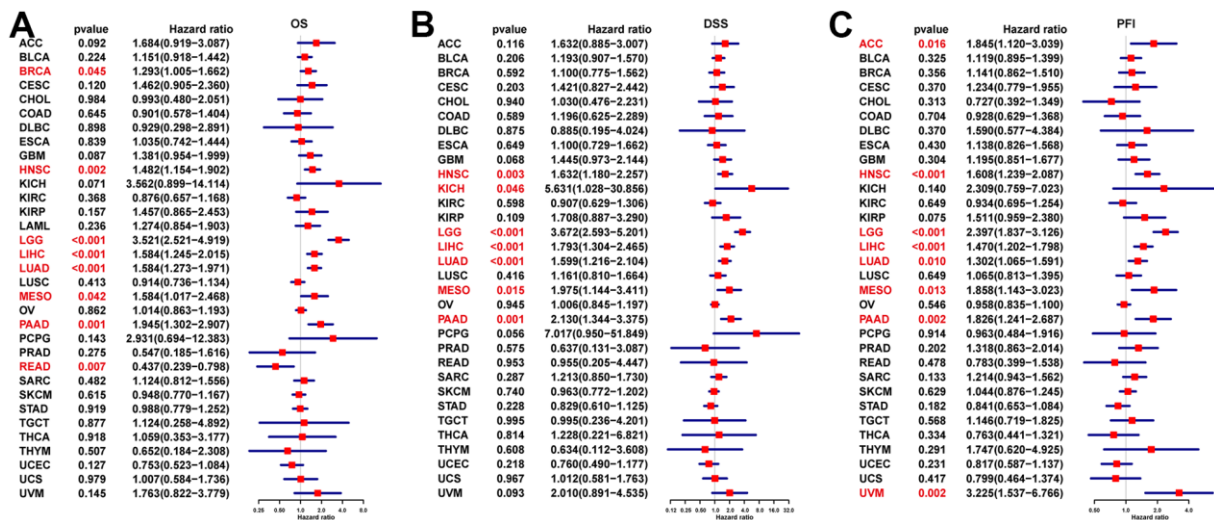 A
OS
pvalue Hazard ratio
ACC 0.092 1.684(0.919−3.087)
BLCA 0.224 1.151(0.918−1.442)
BRCA 0.045 1.293(1.005−1.662)
CESC 0.120 1.462(0.905−2.360)
CHOL 0.984 0.993(0.480−2.051)
COAD 0.645 0.901(0.578−1.404)
DLBC 0.898 0.929(0.298−2.891)
ESCA 0.839 1.035(0.742−1.444)
GBM 0.087 1.381(0.954−1.999)
HNSC 0.002 1.482(1.154−1.902)
KICH 0.071 3.562(0.899−14.114)
KIRC 0.368 0.876(0.657−1.168)
KIRP 0.157 1.457(0.865−2.453)
LAML 0.236 1.274(0.854−1.903)
LGG <0.001 3.521(2.521−4.919)
LIHC <0.001 1.584(1.245−2.015)
LUAD <0.001 1.584(1.273−1.971)
LUSC 0.413 0.914(0.736−1.134)
MESO 0.042 1.584(1.017−2.468)
OV 0.862 1.014(0.863−1.193)
PAAD 0.001 1.945(1.302−2.907)
PCPG 0.143 2.931(0.694−12.383)
PRAD 0.275 0.547(0.185−1.616)
READ 0.007 0.437(0.239−0.798)
SARC 0.482 1.124(0.812−1.556)
SKCM 0.615 0.948(0.770−1.167)
STAD 0.919 0.988(0.779−1.252)
TGCT 0.877 1.124(0.258−4.892)
THCA 0.918 1.059(0.353−3.177)
THYM 0.507 0.652(0.184−2.308)
UCEC 0.127 0.753(0.523−1.084)
UCS 0.979 1.007(0.584−1.736)
UVM 0.145 1.763(0.822−3.779)
0.25 0.50 1.0 2.0 4.0 8.0
Hazard ratio
B
DSS
pvalue Hazard ratio
ACC 0.116 1.632(0.885−3.007)
BLCA 0.206 1.193(0.907−1.570)
BRCA 0.592 1.100(0.775−1.562)
CESC 0.203 1.421(0.827−2.442)
CHOL 0.940 1.030(0.476−2.231)
COAD 0.589 1.196(0.625−2.289)
DLBC 0.875 0.885(0.195−4.024)
ESCA 0.649 1.100(0.729−1.662)
GBM 0.068 1.445(0.973−2.144)
HNSC 0.003 1.632(1.180−2.257)
KICH 0.046 5.631(1.028−30.856)
KIRC 0.598 0.907(0.629−1.306)
KIRP 0.109 1.708(0.887−3.290)
LGG <0.001 3.672(2.593−5.201)
LIHC <0.001 1.793(1.304−2.465)
LUAD <0.001 1.599(1.216−2.104)
LUSC 0.416 1.161(0.810−1.664)
MESO 0.015 1.975(1.144−3.411)
OV 0.945 1.006(0.845−1.197)
PAAD 0.001 2.130(1.344−3.375)
PCPG 0.056 7.017(0.950−51.849)
PRAD 0.575 0.637(0.131−3.087)
READ 0.953 0.955(0.205−4.447)
SARC 0.287 1.213(0.850−1.730)
SKCM 0.740 0.963(0.772−1.202)
STAD 0.228 0.829(0.610−1.125)
TGCT 0.995 0.995(0.236−4.201)
THCA 0.814 1.228(0.221−6.821)
THYM 0.608 0.634(0.112−3.608)
UCEC 0.218 0.760(0.490−1.177)
UCS 0.967 1.012(0.581−1.763)
UVM 0.093 2.010(0.891−4.535)
0.12 0.25 0.50 1.0 2.0 4.0 8.0 16.0 32.0
Hazard ratio
C
PFI
pvalue Hazard ratio
ACC 0.016 1.845(1.120−3.039)
BLCA 0.325 1.119(0.895−1.399)
BRCA 0.356 1.141(0.862−1.510)
CESC 0.370 1.234(0.779−1.955)
CHOL 0.313 0.727(0.392−1.349)
COAD 0.704 0.928(0.629−1.368)
DLBC 0.370 1.590(0.577−4.384)
ESCA 0.430 1.138(0.826−1.568)
GBM 0.304 1.195(0.851−1.677)
HNSC <0.001 1.608(1.239−2.087)
KICH 0.140 2.309(0.759−7.023)
KIRC 0.649 0.934(0.695−1.254)
KIRP 0.075 1.511(0.959−2.380)
LGG <0.001 2.397(1.837−3.126)
LIHC <0.001 1.470(1.202−1.798)
LUAD 0.010 1.302(1.065−1.591)
LUSC 0.649 1.065(0.813−1.395)
MESO 0.013 1.858(1.143−3.023)
OV 0.546 0.958(0.835−1.100)
PAAD 0.002 1.826(1.241−2.687)
PCPG 0.914 0.963(0.484−1.916)
PRAD 0.202 1.318(0.863−2.014)
READ 0.478 0.783(0.399−1.538)
SARC 0.133 1.214(0.943−1.562)
SKCM 0.629 1.044(0.876−1.245)
STAD 0.182 0.841(0.653−1.084)
TGCT 0.568 1.146(0.719−1.825)
THCA 0.334 0.763(0.441−1.321)
THYM 0.291 1.747(0.620−4.925)
UCEC 0.231 0.817(0.587−1.137)
UCS 0.417 0.799(0.464−1.374)
UVM 0.002 3.225(1.537−6.766)
0.50 1.0 2.0 4.0
Hazard ratio